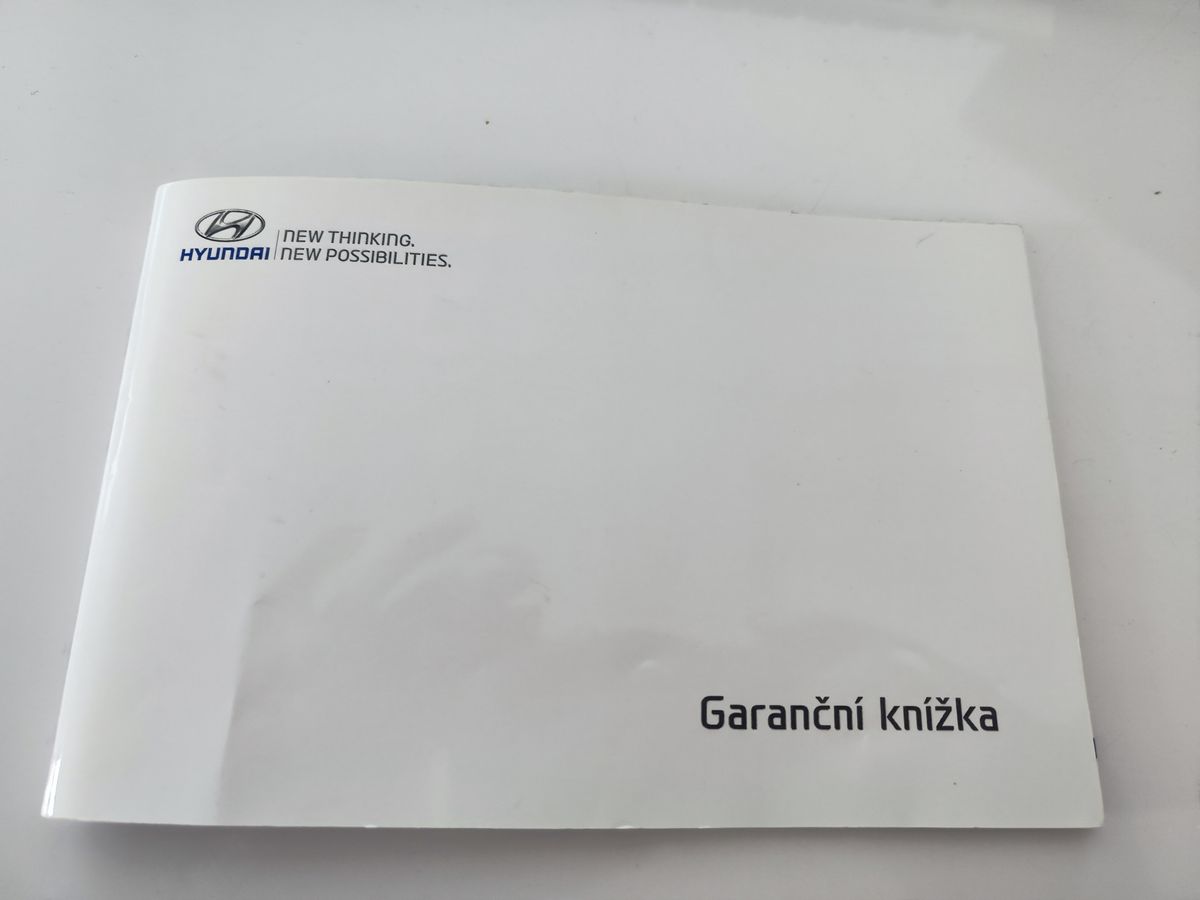 HYUNDAI
NEW THINKING.
NEW POSSIBILITIES.
Garanční knížka